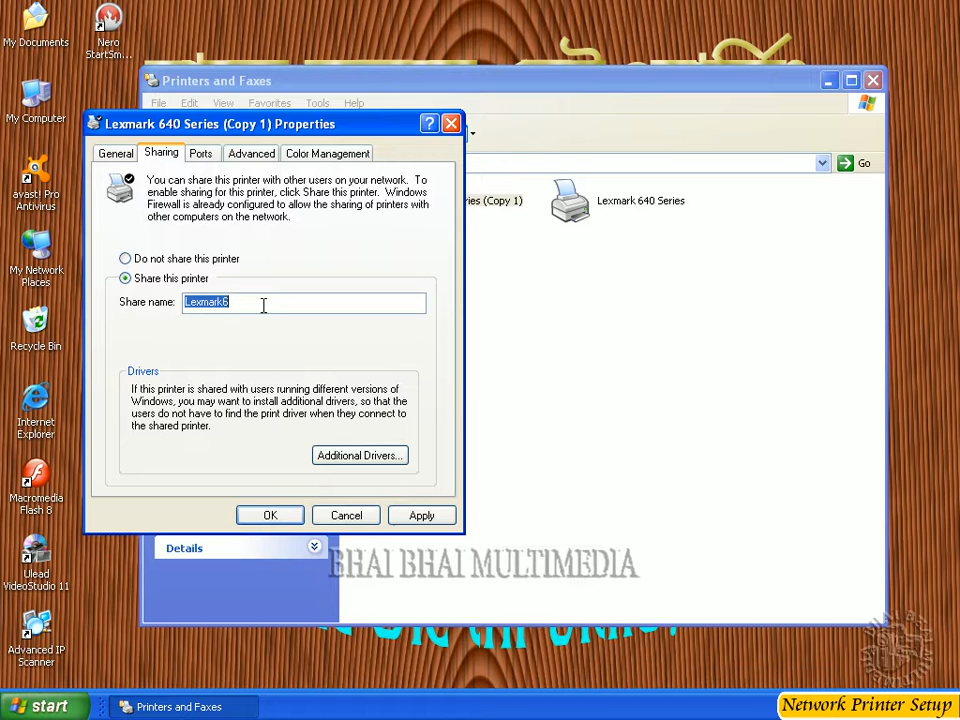 My Documents
Nero
StartSm...
My Computer
avast! Pro
Antivirus
My Network
Places
Recycle Bin
Internet
Explorer
Macromedia
Flash 8
Ulead
VideoStudio 11
Advanced IP
Scanner
Printers and Faxes
File Edit View Favorites Tools Help
Go
Lexmark 640 Series (Copy 1) Properties
General Sharing Ports Advanced Color Management
You can share this printer with other users on your network. To
enable sharing for this printer, click Share this printer. Windows
Firewall is already configured to allow the sharing of printers with
other computers on the network.
Do not share this printer
Share this printer
Share name: Lexmark6
Drivers
If this printer is shared with users running different versions of
Windows, you may want to install additional drivers, so that the
users do not have to find the print driver when they connect to
the shared printer.
Additional Drivers...
OK Cancel Apply
(Copy 1)
Lexmark 640 Series
Details
BHAI BHAI MULTIMEDIA
start
Printers and Faxes
Network Printer Setup